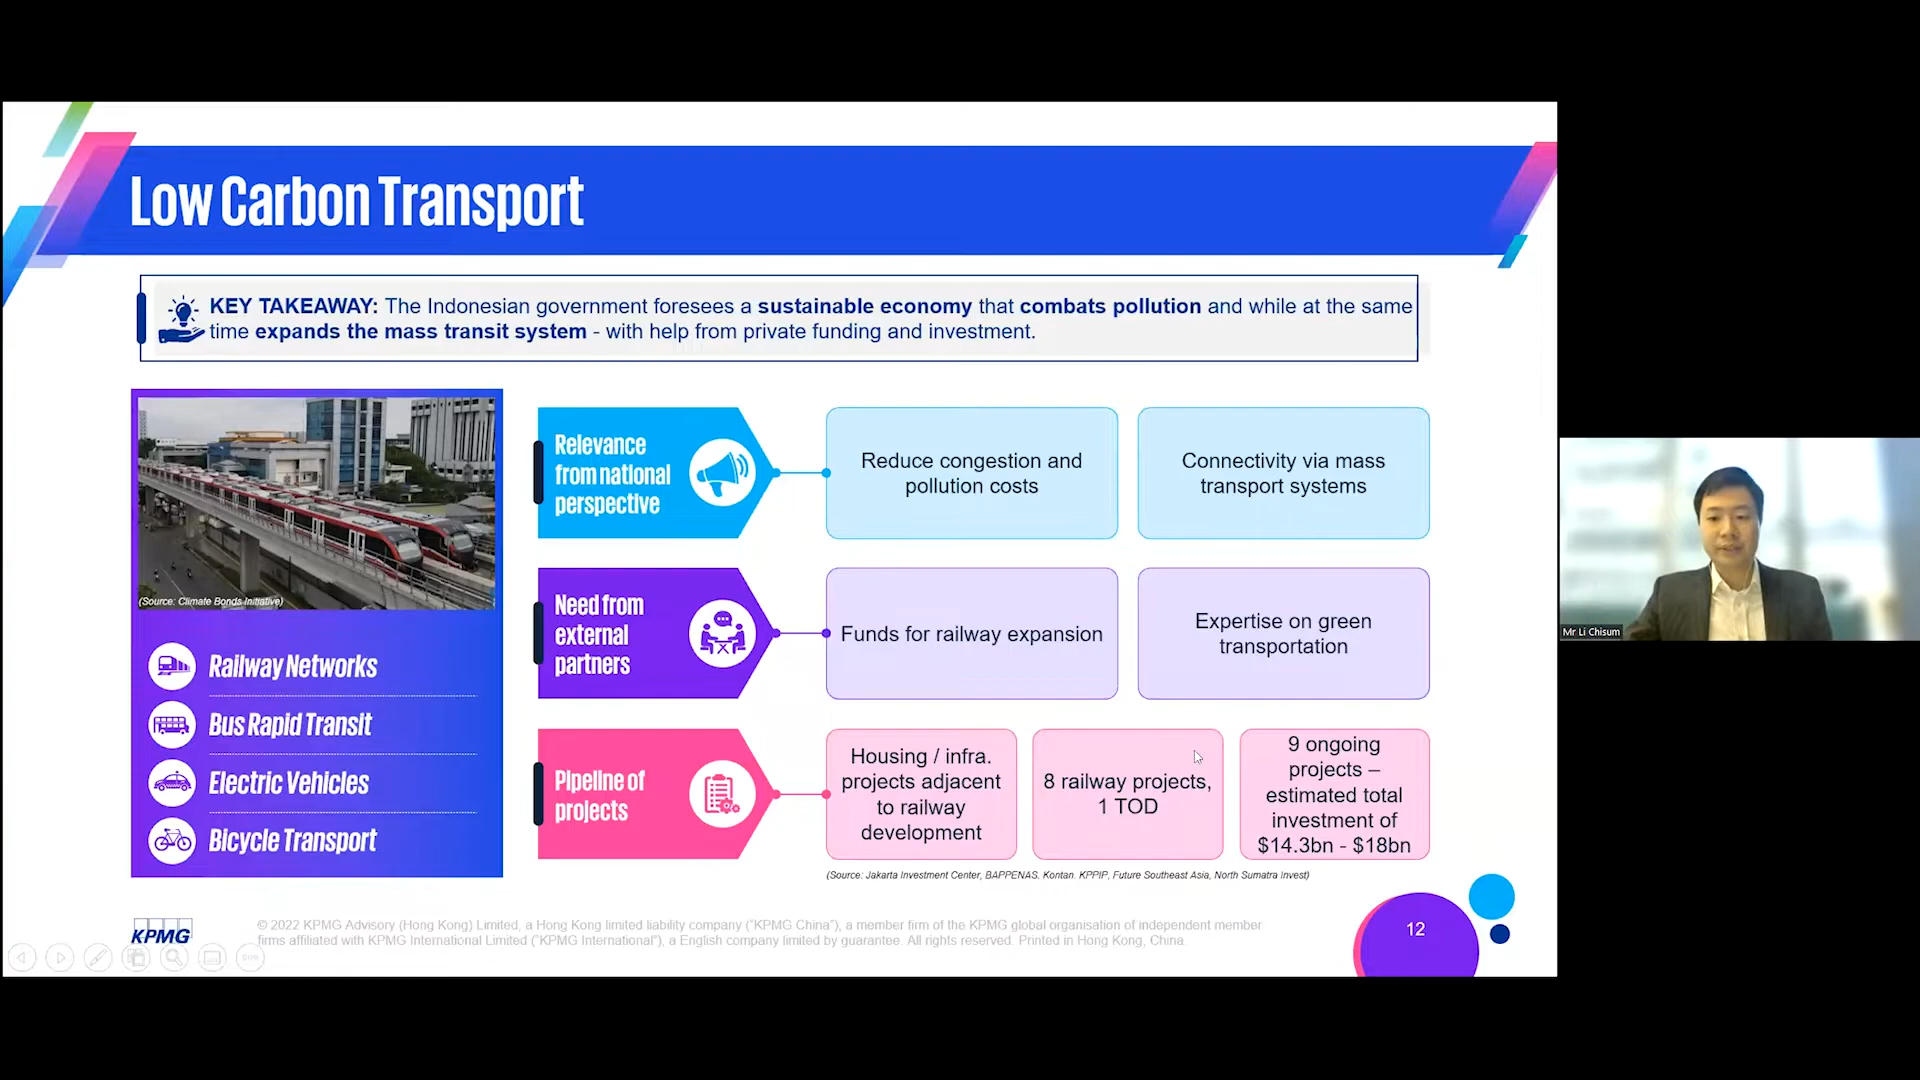 Low Carbon Transport
KEY TAKEAWAY: The Indonesian government foresees a sustainable economy that combats pollution and while at the same
time expands the mass transit system - with help from private funding and investment.
(Source: Climate Bonds Initiative)
Railway Networks
Bus Rapid Transit
Electric Vehicles
Bicycle Transport
Relevance
from national
perspective
Reduce congestion and
pollution costs
Connectivity via mass
transport systems
Need from
external
partners
Funds for railway expansion
Expertise on green
transportation
Pipeline of
projects
Housing / infra.
projects adjacent
to railway
development
8 railway projects,
1 TOD
9 ongoing
projects –
estimated total
investment of
$14.3bn - $18bn
(Source: Jakarta Investment Center, BAPPENAS. Kontan. KPPIP, Future Southeast Asia, North Sumatra Invest)
KPMG
© 2022 KPMG Advisory (Hong Kong) Limited, a Hong Kong limited liability company ("KPMG China"), a member firm of the KPMG global organisation of independent member
firms affiliated with KPMG International Limited ("KPMG International"), a English company limited by guarantee. All rights reserved. Printed in Hong Kong, China.
12
Mr Li Chisum